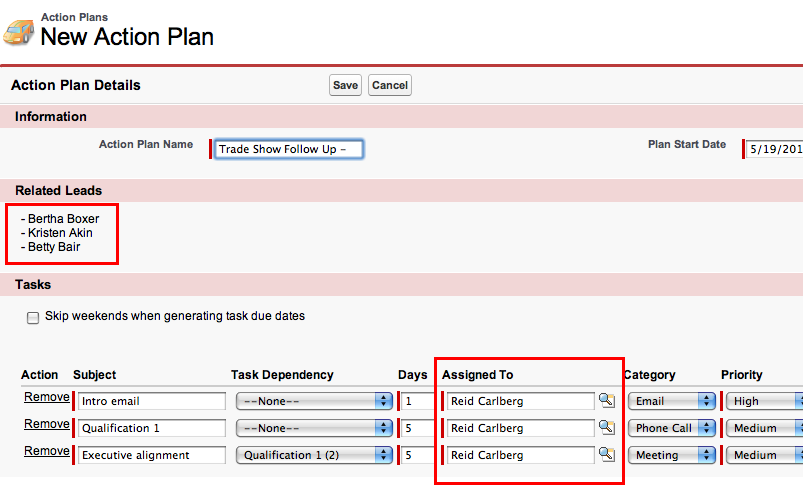 Action Plans
New Action Plan
Action Plan Details Save Cancel
Information
Action Plan Name Trade Show Follow Up - Plan Start Date 5/19/201
Related Leads
- Bertha Boxer
- Kristen Akin
- Betty Bair
Tasks
Skip weekends when generating task due dates
Action Subject Task Dependency Days Assigned To Category Priority
Remove Intro email --None-- 1 Reid Carlberg Email High
Remove Qualification 1 --None-- 5 Reid Carlberg Phone Call Medium
Remove Executive alignment Qualification 1 (2) 5 Reid Carlberg Meeting Medium